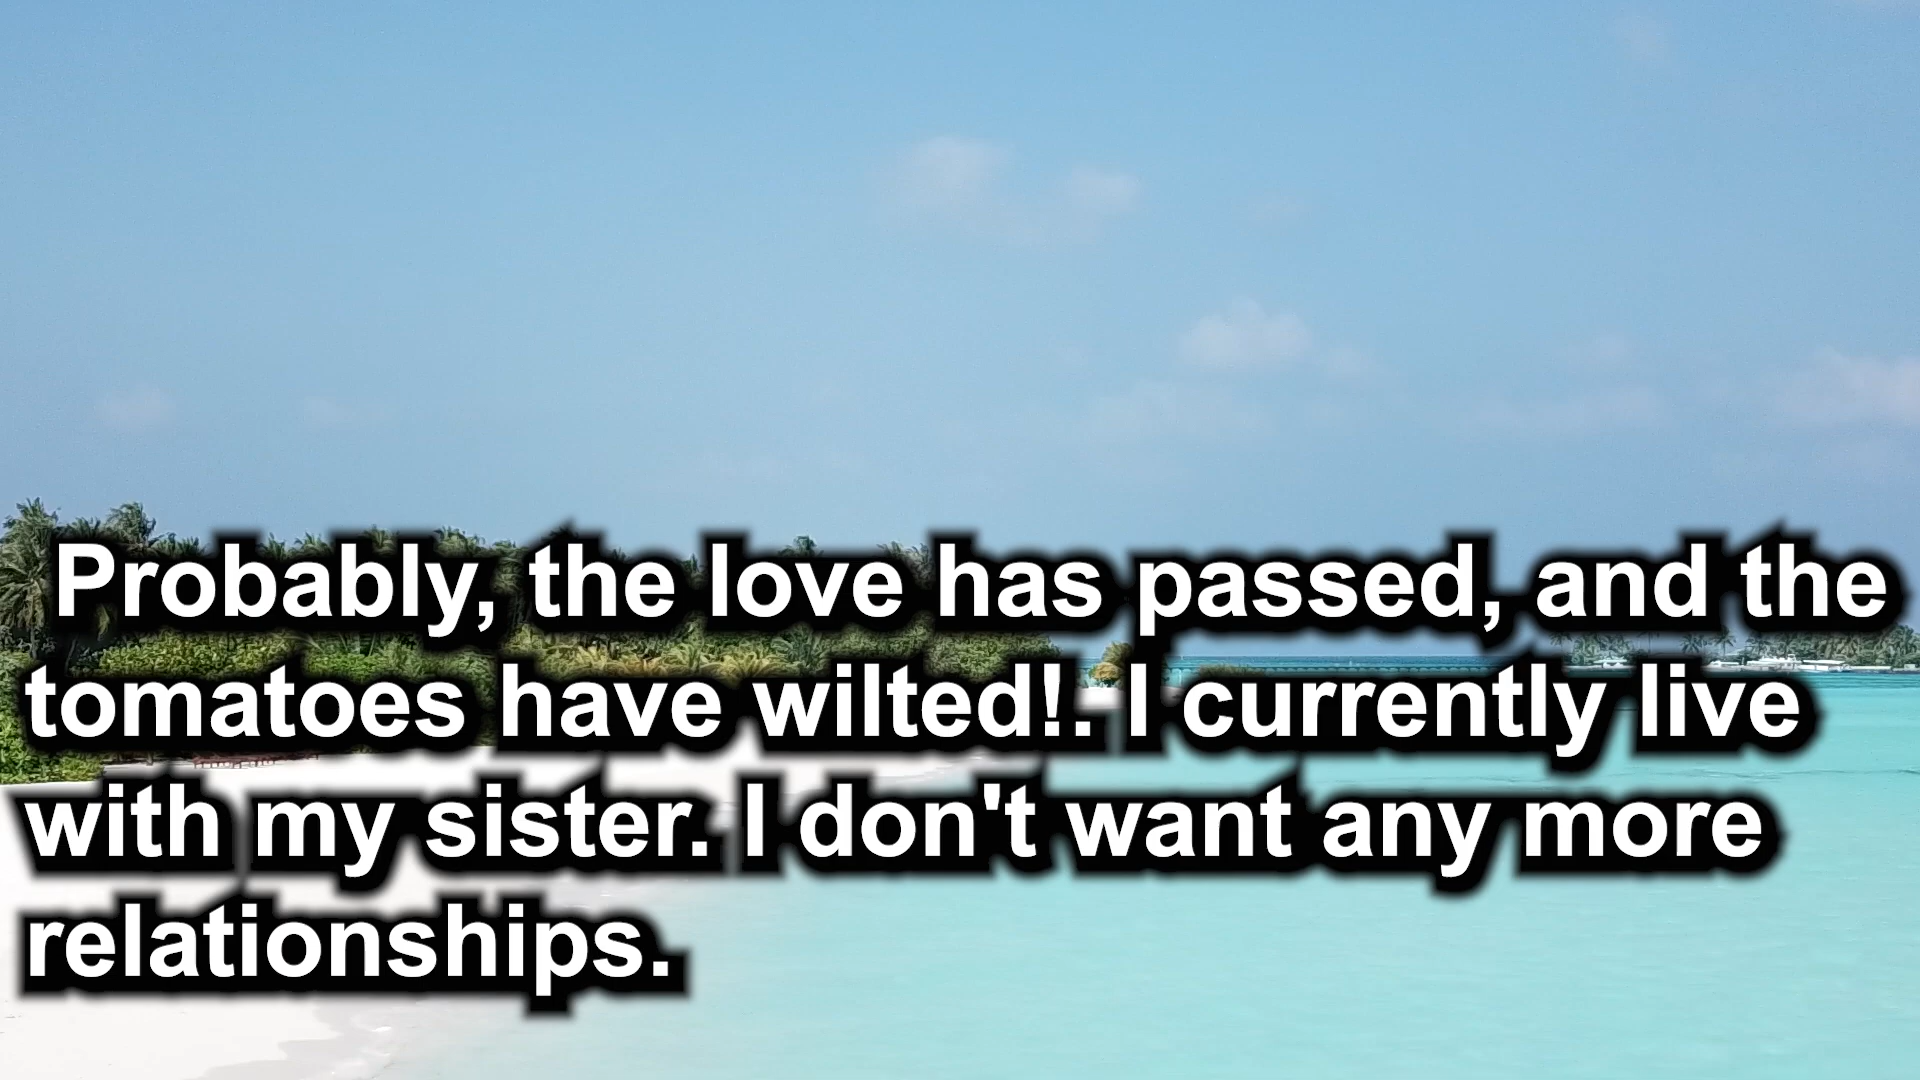 Probably, the love has passed, and the
tomatoes have wilted!. I currently live
with my sister. I don't want any more
relationships.